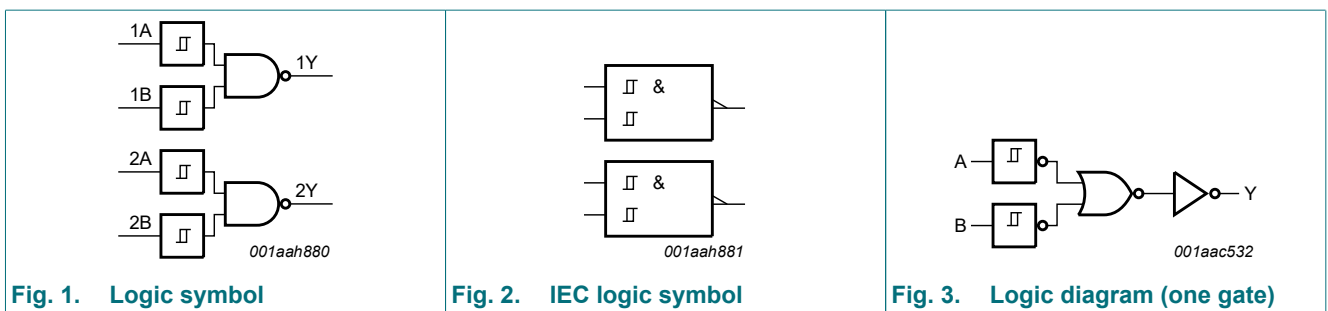 1A
1Y
1B
2A
2Y
2B
001aah880
Fig. 1. Logic symbol
&
&
001aah881
Fig. 2. IEC logic symbol
A
B
Y
001aac532
Fig. 3. Logic diagram (one gate)